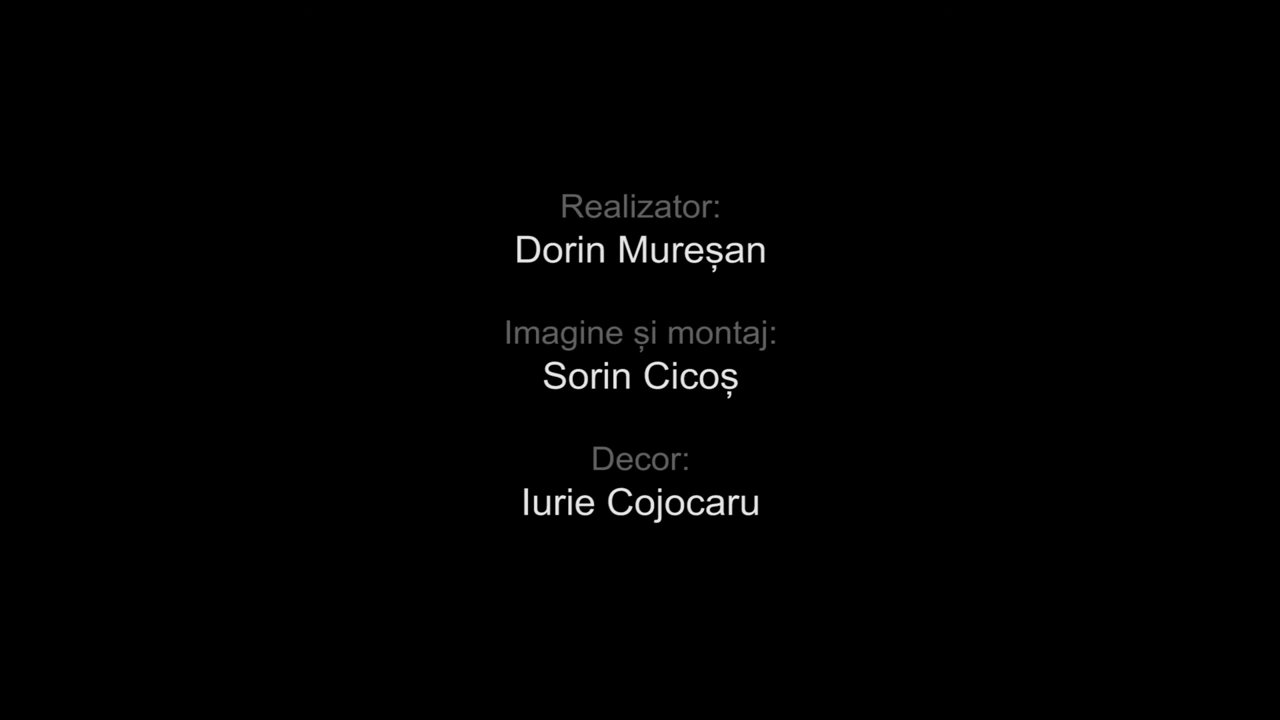 Realizator:
Dorin Mureșan
Imagine și montaj:
Sorin Cicoș
Decor:
Iurie Cojocaru